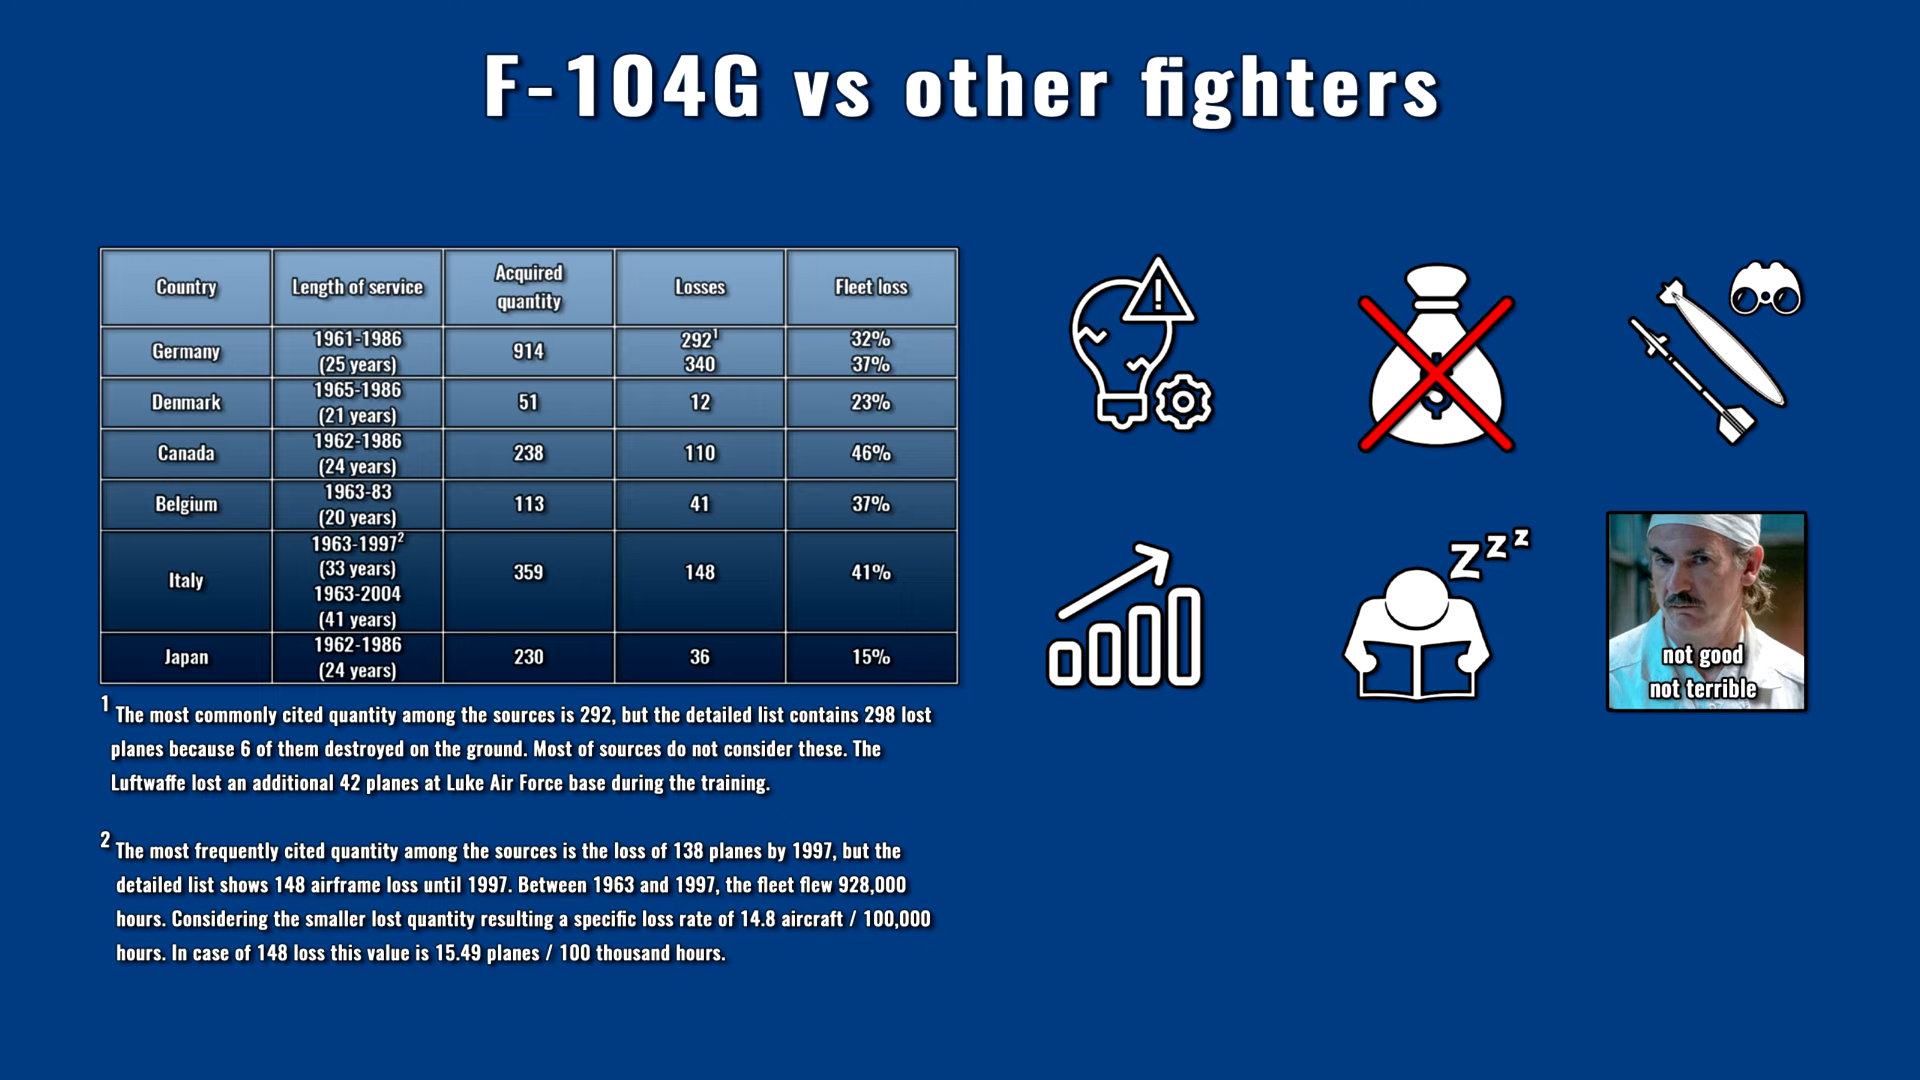 F-104G vs other fighters
Country
Length of service
Acquired
quantity
Losses
Fleet loss
Germany
1961-1986
(25 years)
914
292¹
340
32%
37%
Denmark
1965-1986
(21 years)
51
12
23%
Canada
1962-1986
(24 years)
238
110
46%
Belgium
1963-83
(20 years)
113
41
37%
Italy
1963-1997²
(33 years)
1963-2004
(41 years)
359
148
41%
Japan
1962-1986
(24 years)
230
36
15%
¹ The most commonly cited quantity among the sources is 292, but the detailed list contains 298 lost
planes because 6 of them destroyed on the ground. Most of sources do not consider these. The
Luftwaffe lost an additional 42 planes at Luke Air Force base during the training.
² The most frequently cited quantity among the sources is the loss of 138 planes by 1997, but the
detailed list shows 148 airframe loss until 1997. Between 1963 and 1997, the fleet flew 928,000
hours. Considering the smaller lost quantity resulting a specific loss rate of 14.8 aircraft / 100,000
hours. In case of 148 loss this value is 15.49 planes / 100 thousand hours.
z z z
not good
not terrible